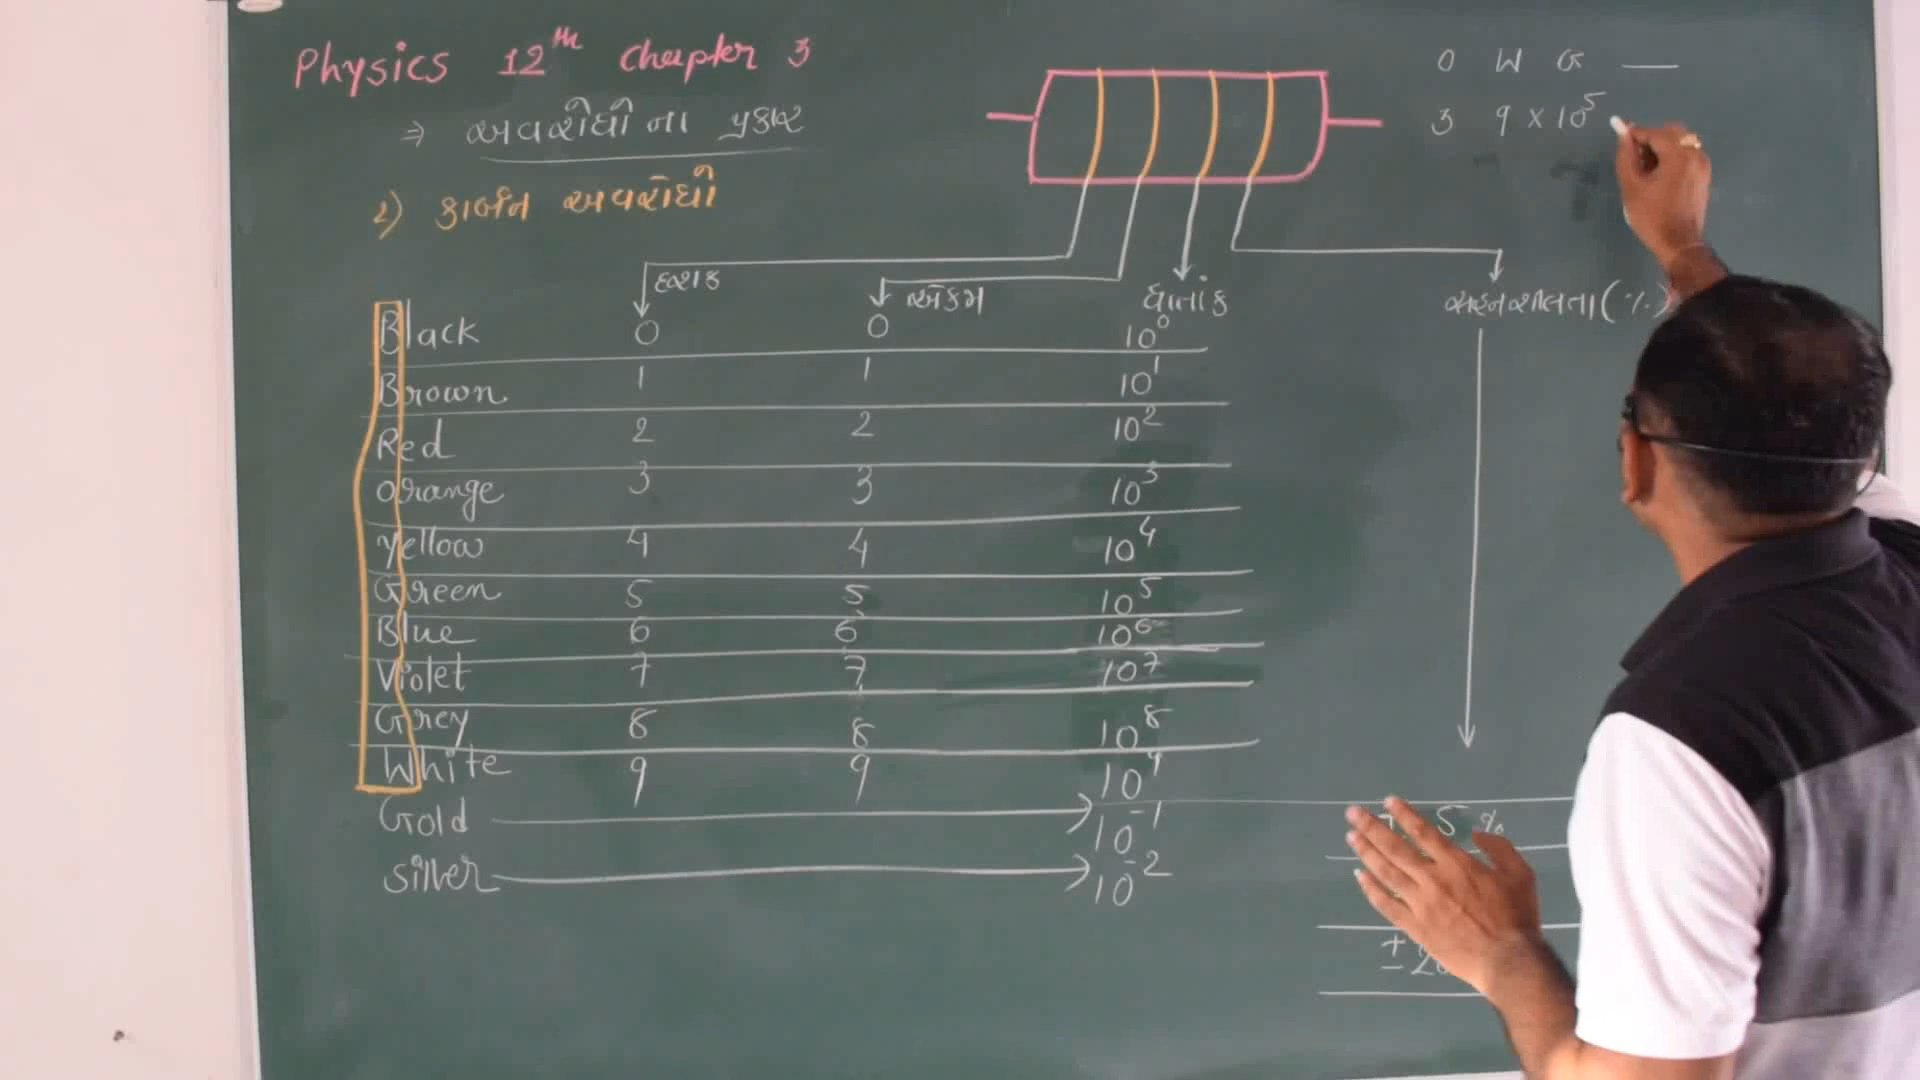 Physics 12th Chapter 3
⇒ અવરોધીના પ્રકાર
૨) કાર્બન અવરોધી
O W G —
3 9 × 10⁵
દશક
એકમ
ઘાતાંક
સહનશીલતા (%)
Black 0 0 10⁰
Brown 1 1 10¹
Red 2 2 10²
Orange 3 3 10³
Yellow 4 4 10⁴
Green 5 5 10⁵
Blue 6 6 10⁶
Violet 7 7 10⁷
Grey 8 8 10⁸
White 9 9 10⁹
Gold 10⁻¹ 5 %
Silver 10⁻²